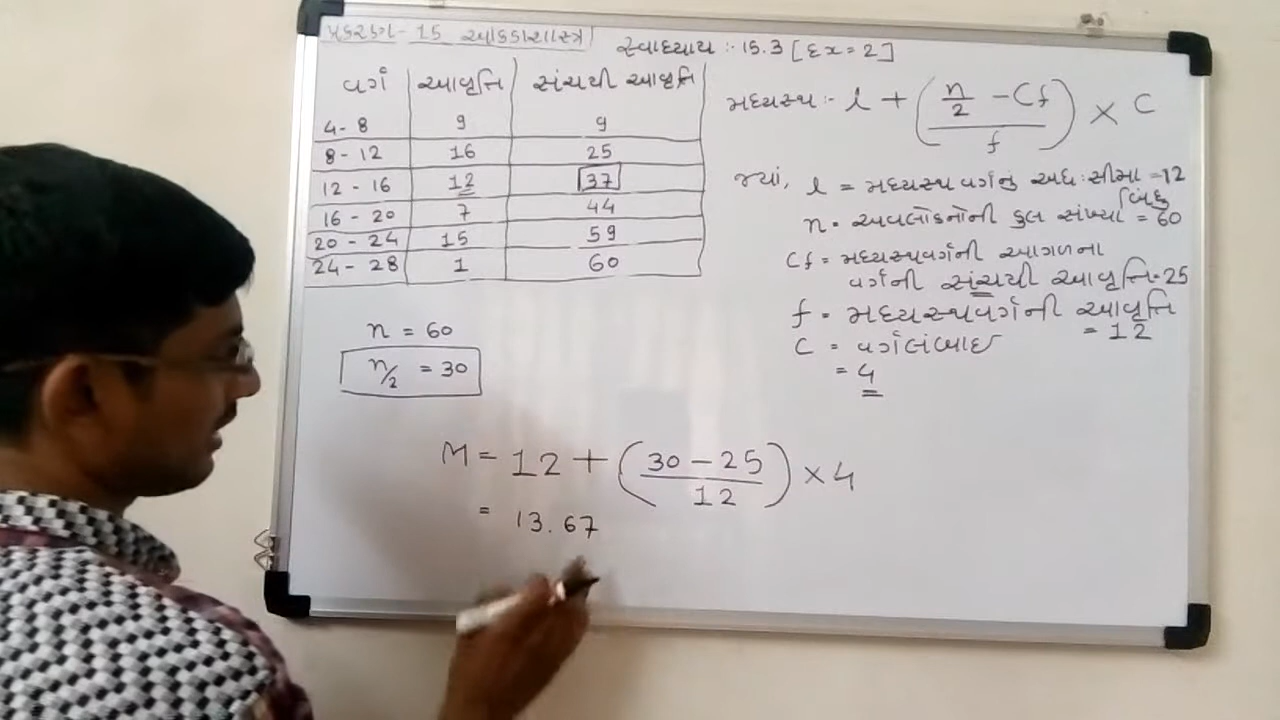 પ્રકરણ-15 આંકડાશાસ્ત્ર
સ્વાધ્યાય :- 15.3 [દા x = 2]
વર્ગ આવૃત્તિ સંચયી આવૃત્તિ
4-8 9 9
8-12 16 25
12-16 12 37
16-20 7 44
20-24 15 59
24-28 1 60
n = 60
n/2 = 30
મધ્યસ્થ :- l + ( n/2 - Cf / f ) × C
જ્યાં, l = મધ્યસ્થ વર્ગનું અધ:સીમા બિંદુ = 12
n = અવલોકનોની કુલ સંખ્યા = 60
Cf = મધ્યસ્થવર્ગની આગળના
વર્ગની સંચયી આવૃત્તિ = 25
f = મધ્યસ્થવર્ગની આવૃત્તિ
= 12
C = વર્ગલંબાઈ
= 4
M = 12 + ( 30 - 25 / 12 ) × 4
= 13.67